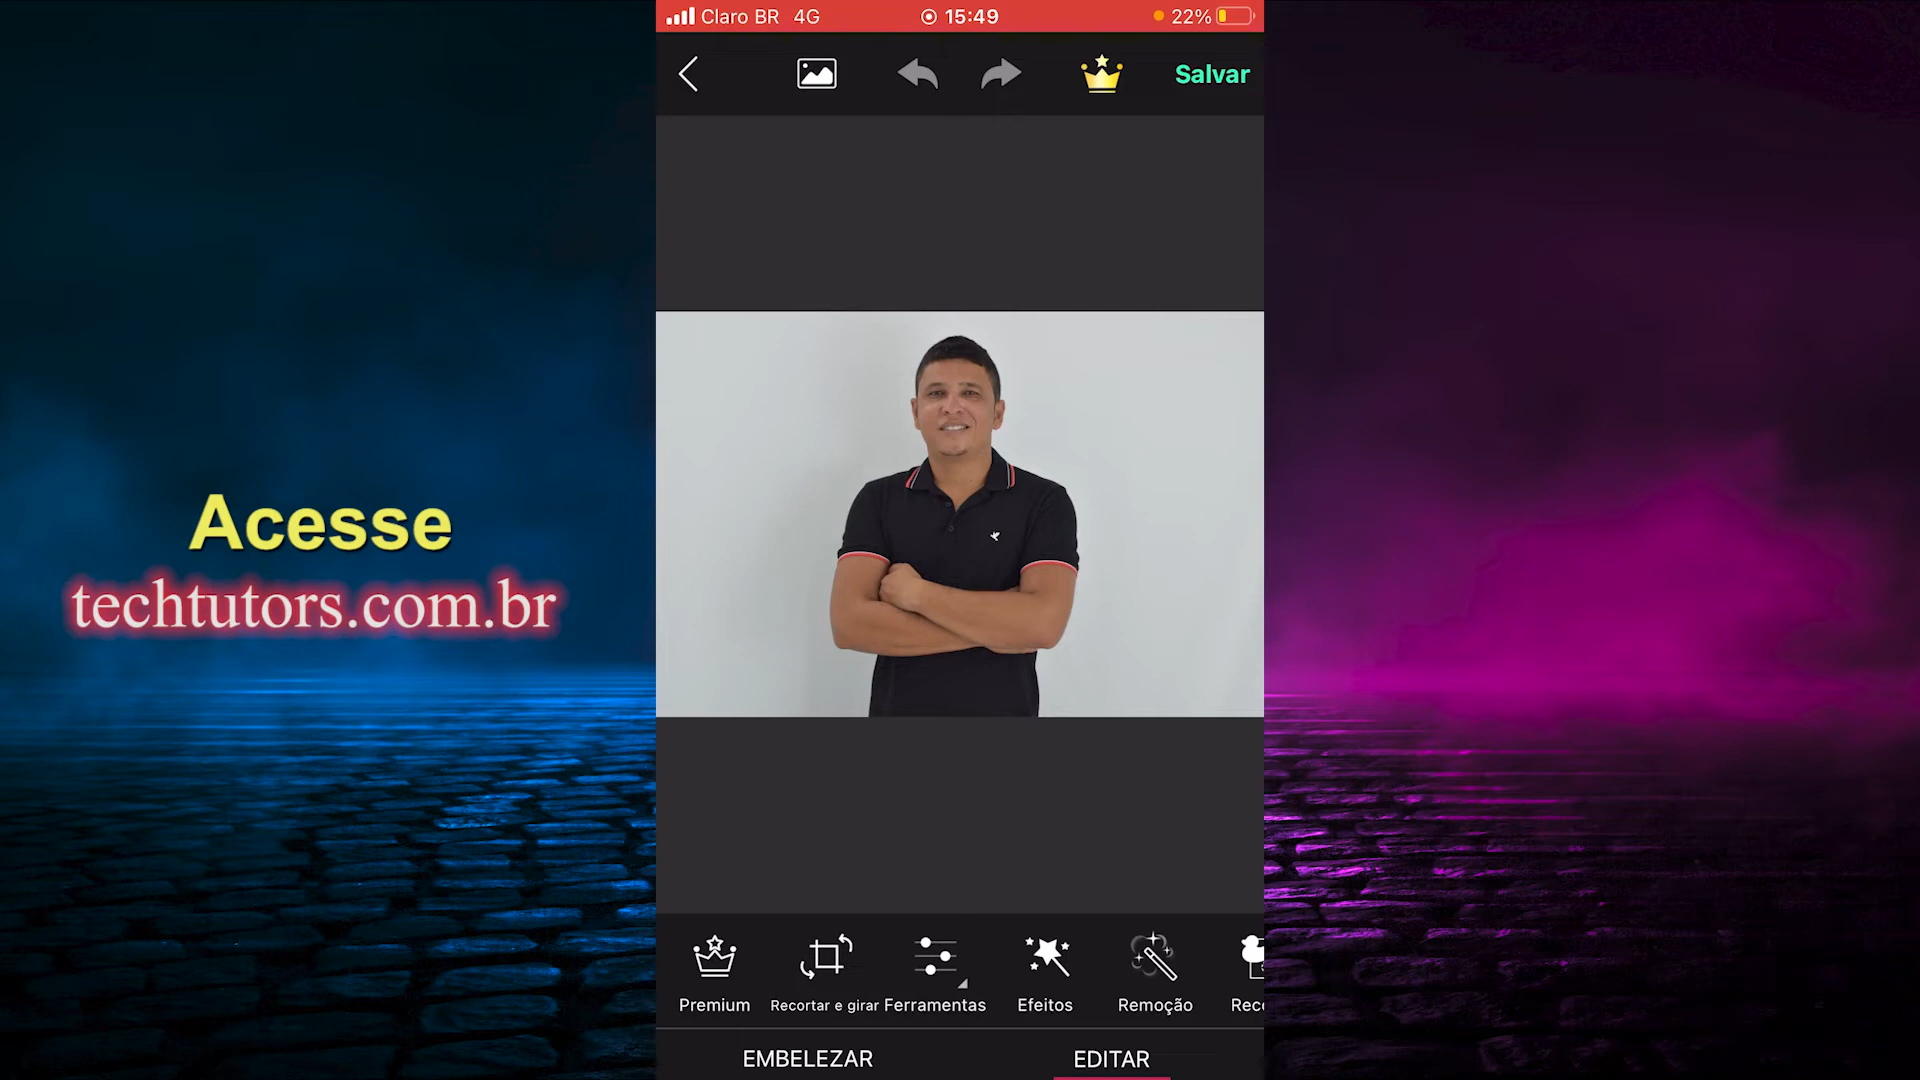 Claro BR 4G 15:49 22%
Salvar
Acesse
techtutors.com.br
Premium Recortar e girar Ferramentas Efeitos Remoção Rec
EMBELEZAR EDITAR